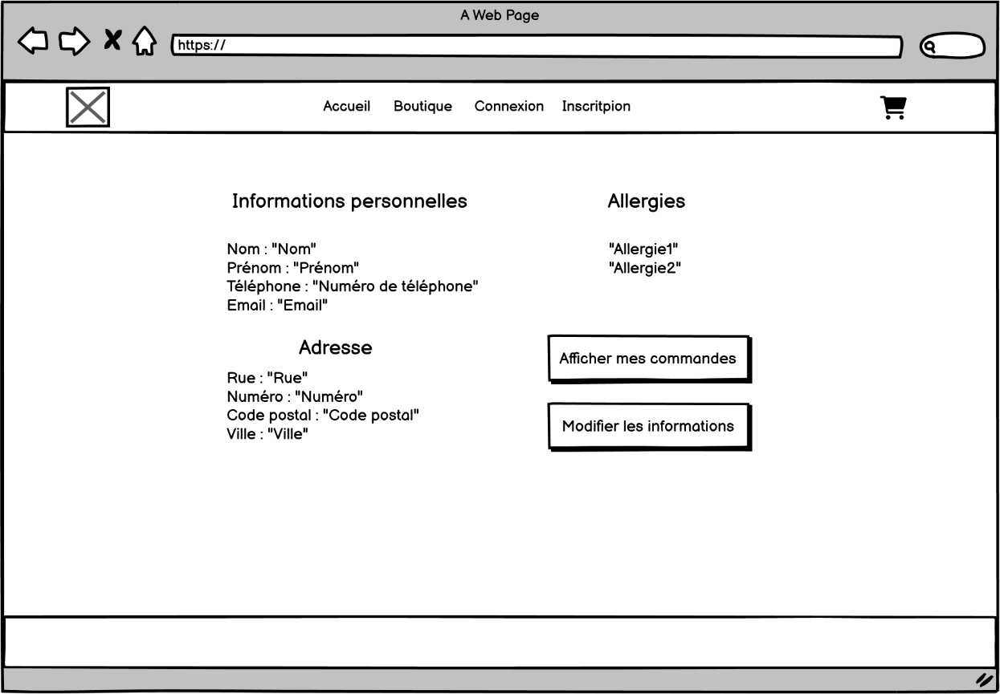 A Web Page
https://
Accueil Boutique Connexion Inscritpion
Informations personnelles
Nom : "Nom"
Prénom : "Prénom"
Téléphone : "Numéro de téléphone"
Email : "Email"
Adresse
Rue : "Rue"
Numéro : "Numéro"
Code postal : "Code postal"
Ville : "Ville"
Allergies
"Allergie1"
"Allergie2"
Afficher mes commandes
Modifier les informations